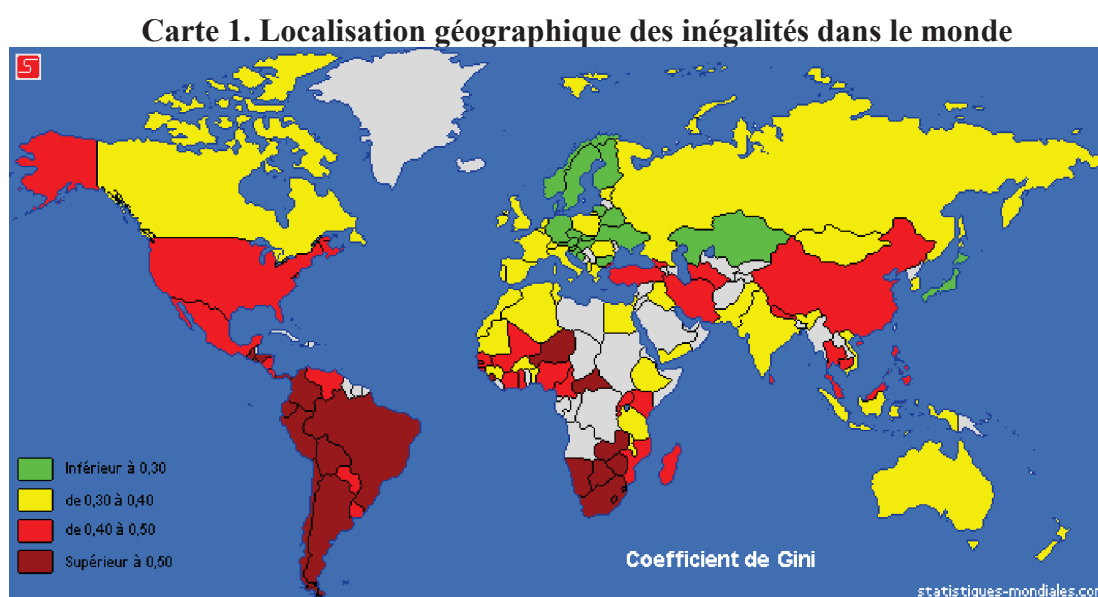 Carte 1. Localisation géographique des inégalités dans le monde
S
Inférieur à 0,30
de 0,30 à 0,40
de 0,40 à 0,50
Supérieur à 0,50
Coefficient de Gini
statistiques-mondiales.com